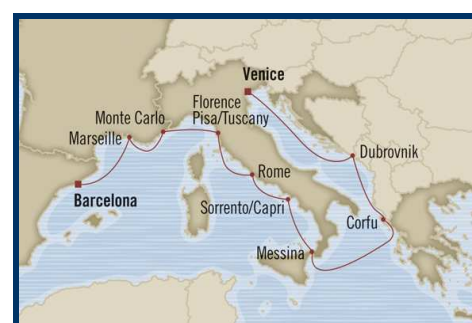 Venice
Florence
Pisa/Tuscany
Monte Carlo
Marseille
Barcelona
Rome
Sorrento/Capri
Dubrovnik
Corfu
Messina